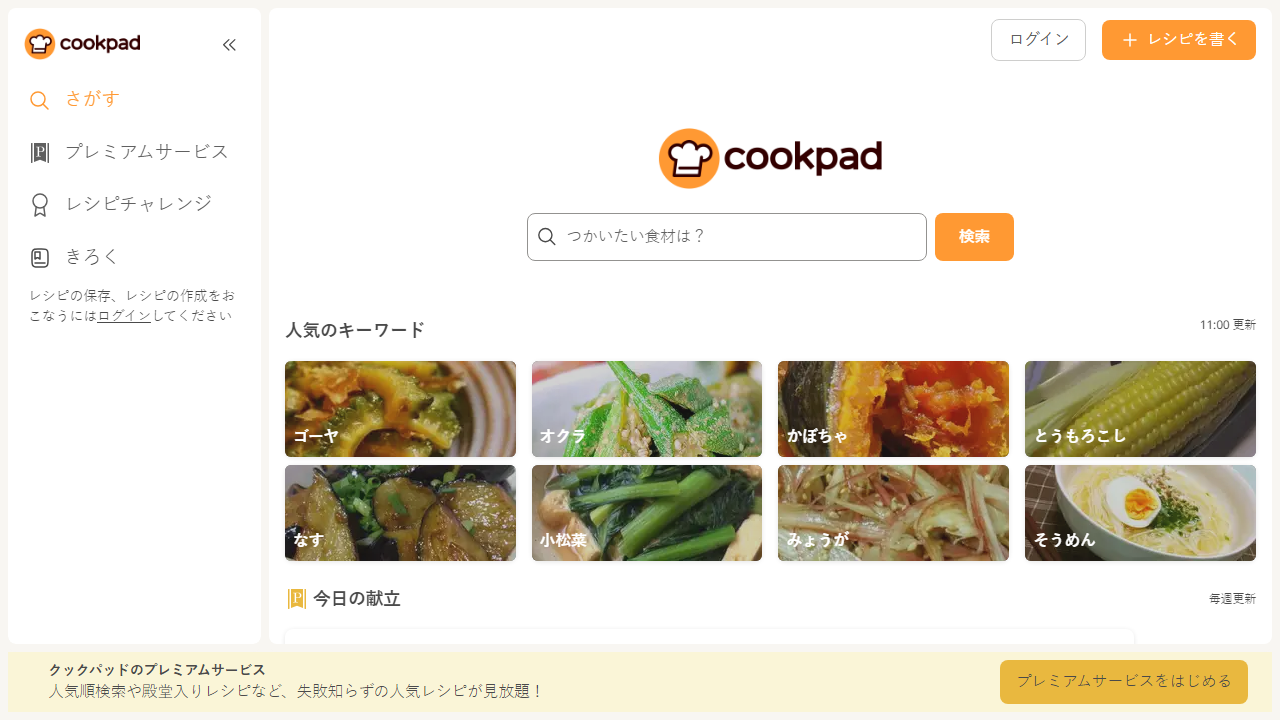 cookpad
さがす
プレミアムサービス
レシピチャレンジ
きろく
レシピの保存、レシピの作成をお
こなうにはログインしてください
ログイン
レシピを書く
cookpad
つかいたい食材は？
検索
人気のキーワード
11:00 更新
ゴーヤ
オクラ
かぼちゃ
とうもろこし
なす
小松菜
みょうが
そうめん
P 今日の献立
毎週更新
クックパッドのプレミアムサービス
人気順検索や殿堂入りレシピなど、失敗知らずの人気レシピが見放題！
プレミアムサービスをはじめる